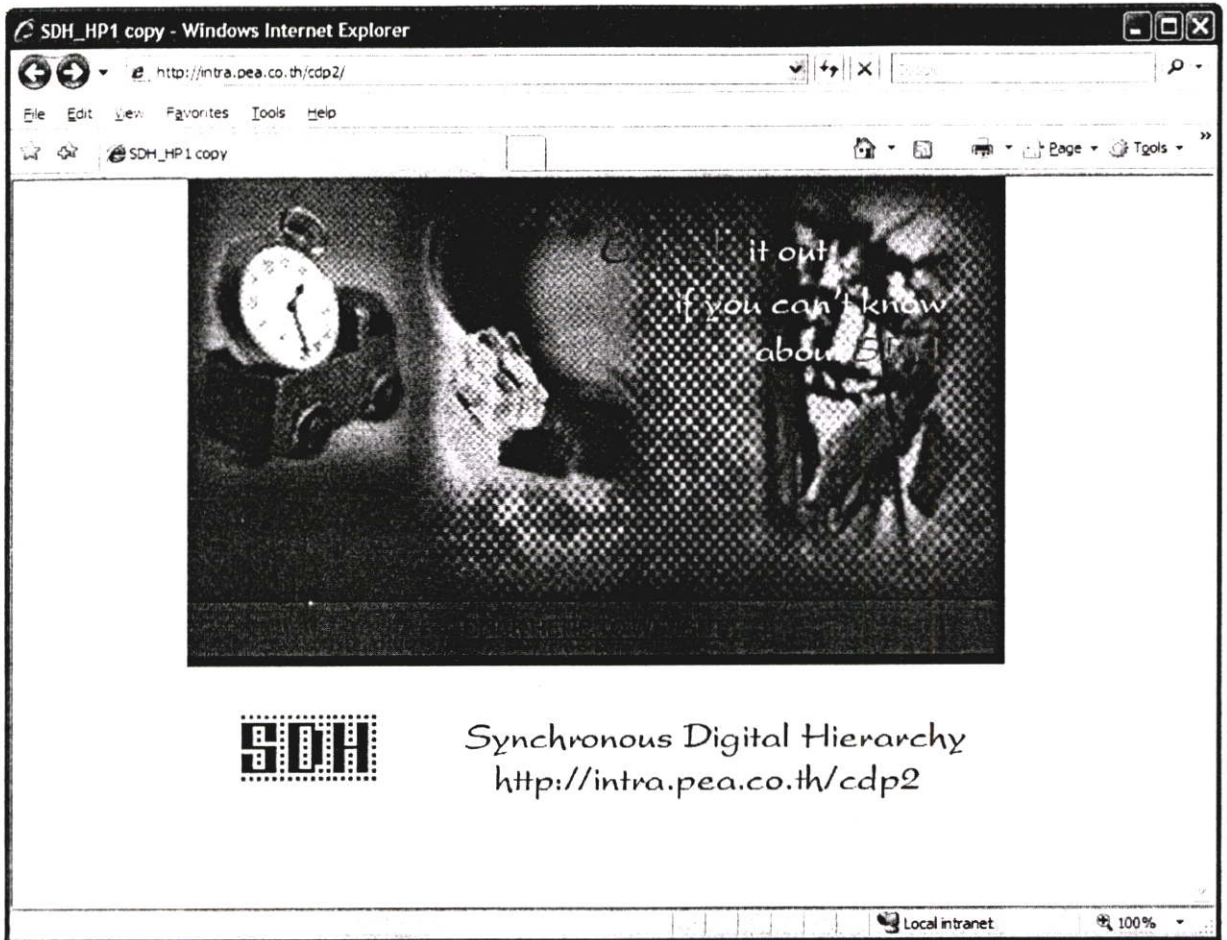 SDH_HP1 copy - Windows Internet Explorer
http://intra.pea.co.th/cdp2/
File Edit View Favorites Tools Help
SDH_HP1 copy
Page Tools
it out
if you can't know
about SDH
SDH
Synchronous Digital Hierarchy
http://intra.pea.co.th/cdp2
Local intranet
100%